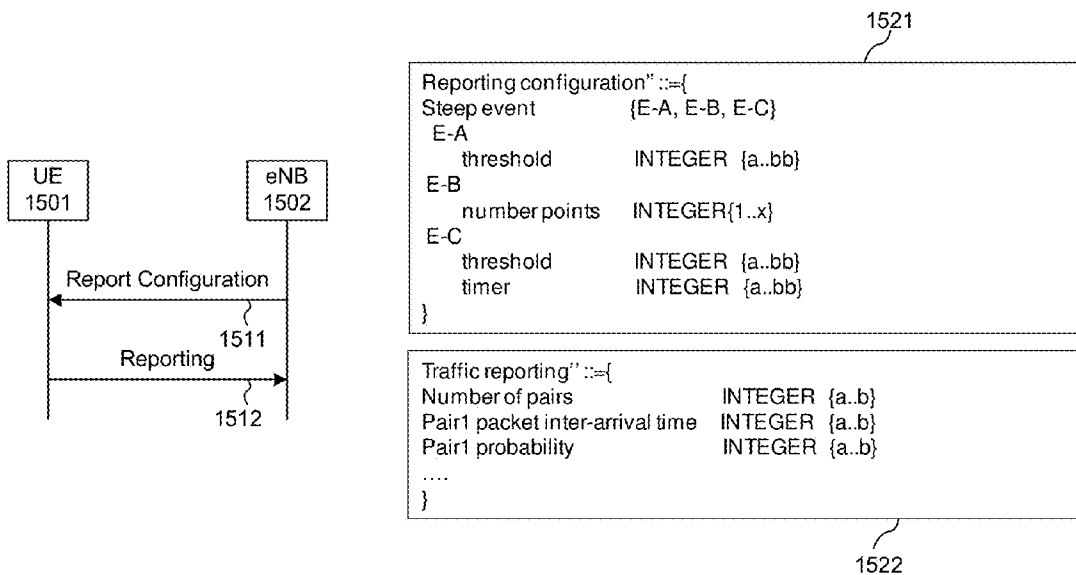 UE
1501
eNB
1502
Report Configuration
1511
Reporting
1512
1521
Reporting configuration" ::={
Steep event {E-A, E-B, E-C}
E-A
threshold INTEGER {a..bb}
E-B
number points INTEGER{1..x}
E-C
threshold INTEGER {a..bb}
timer INTEGER {a..bb}
}
Traffic reporting" ::={
Number of pairs INTEGER {a..b}
Pair1 packet inter-arrival time INTEGER {a..b}
Pair1 probability INTEGER {a..b}
....
}
1522